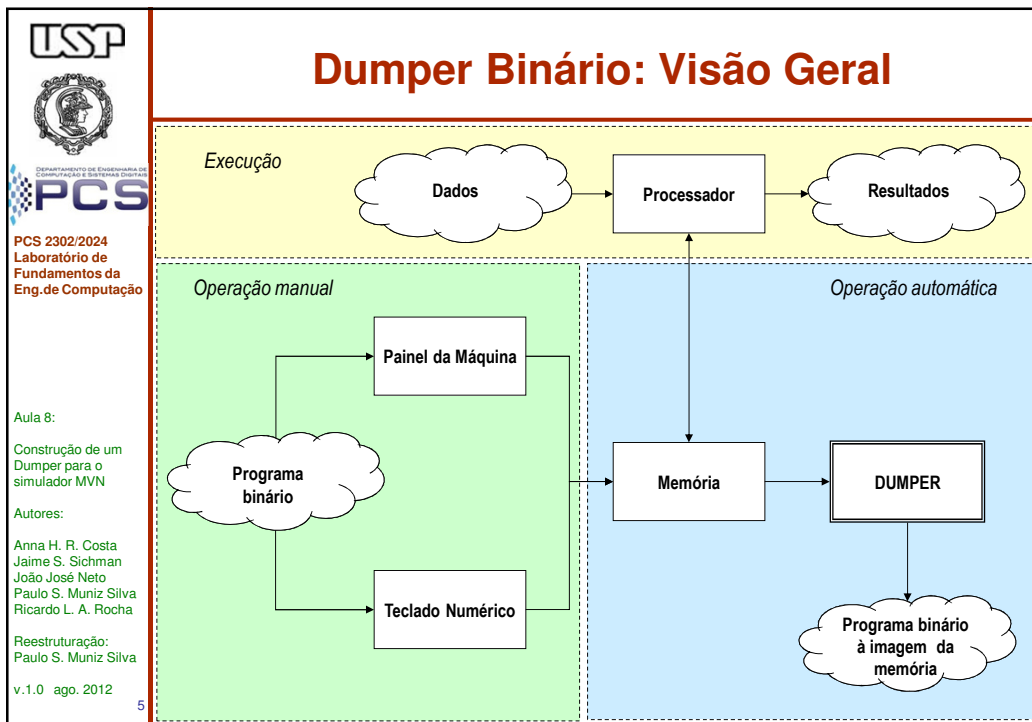 USP
DEPARTAMENTO DE ENGENHARIA DE
COMPUTAÇÃO E SISTEMAS DIGITAIS
PCS
PCS 2302/2024
Laboratório de
Fundamentos da
Eng.de Computação
Aula 8:
Construção de um
Dumper para o
simulador MVN
Autores:
Anna H. R. Costa
Jaime S. Sichman
João José Neto
Paulo S. Muniz Silva
Ricardo L. A. Rocha
Reestruturação:
Paulo S. Muniz Silva
v.1.0 ago. 2012
5
Dumper Binário: Visão Geral
Execução
Dados
Processador
Resultados
Operação manual
Painel da Máquina
Programa
binário
Teclado Numérico
Operação automática
Memória
DUMPER
Programa binário
à imagem da
memória